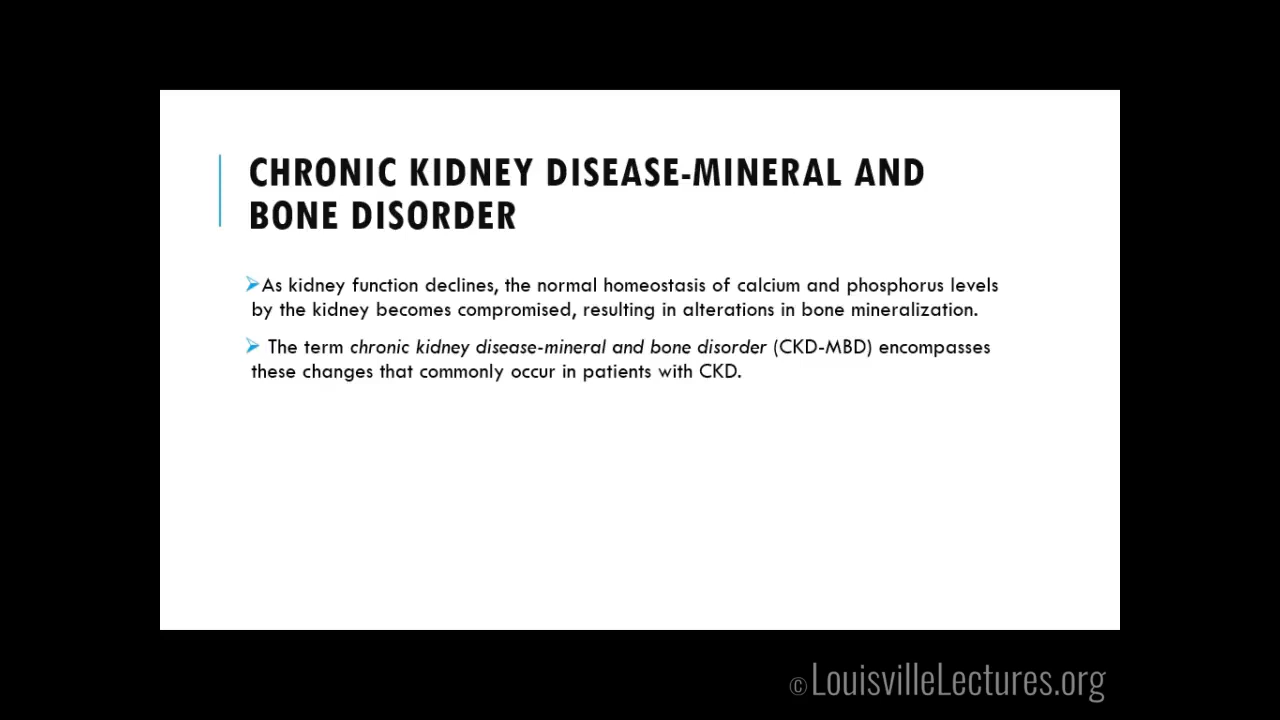 CHRONIC KIDNEY DISEASE-MINERAL AND
BONE DISORDER
➢As kidney function declines, the normal homeostasis of calcium and phosphorus levels
by the kidney becomes compromised, resulting in alterations in bone mineralization.
➢ The term chronic kidney disease-mineral and bone disorder (CKD-MBD) encompasses
these changes that commonly occur in patients with CKD.
© LouisvilleLectures.org